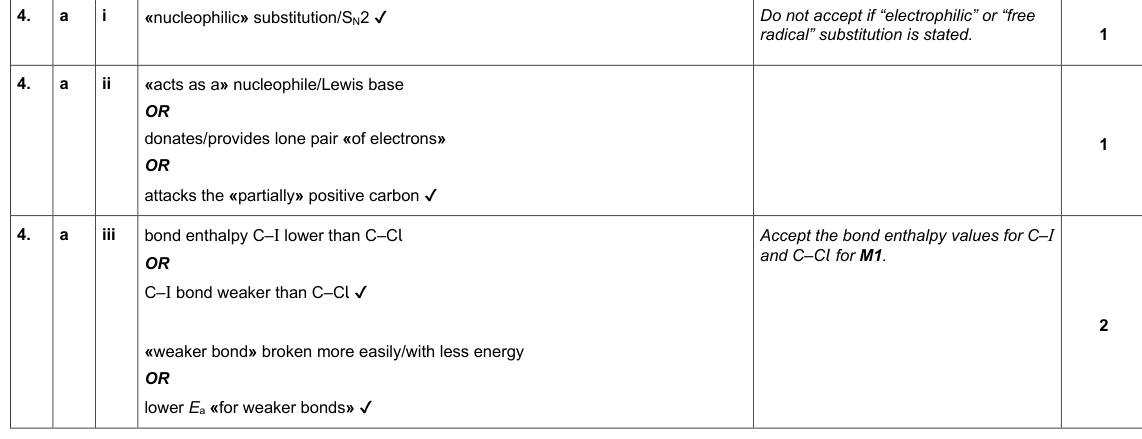 4. a i «nucleophilic» substitution/SN2 ✓ Do not accept if “electrophilic” or “free
radical” substitution is stated. 1
4. a ii «acts as a» nucleophile/Lewis base
OR
donates/provides lone pair «of electrons»
OR
attacks the «partially» positive carbon ✓
1
4. a iii bond enthalpy C–I lower than C–Cl Accept the bond enthalpy values for C–I
and C–Cl for M1.
OR
C–I bond weaker than C–Cl ✓
2
«weaker bond» broken more easily/with less energy
OR
lower Ea «for weaker bonds» ✓